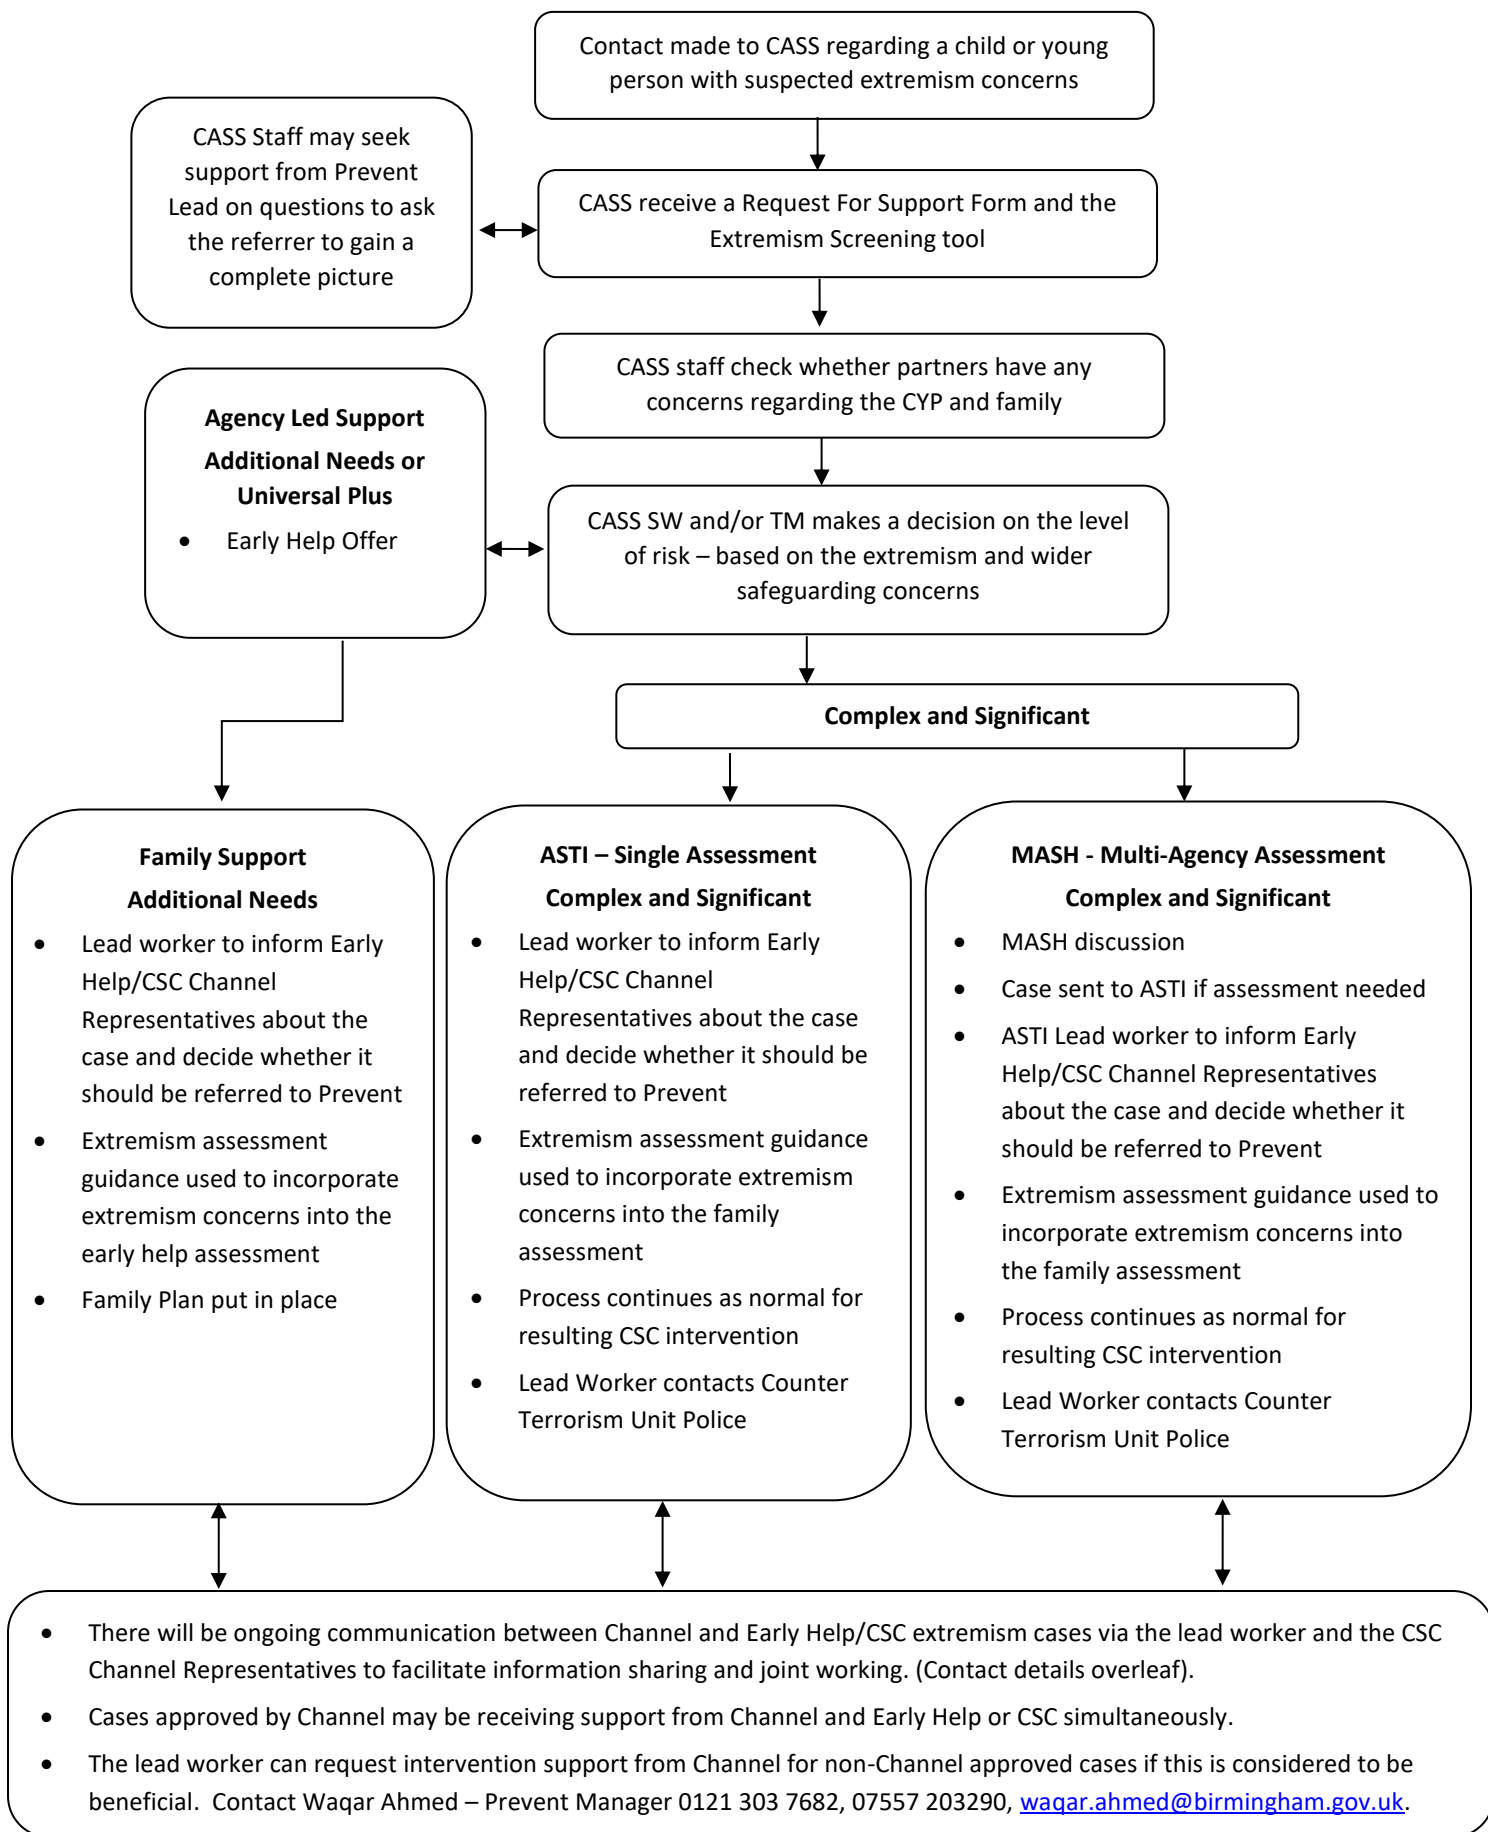 Contact made to CASS regarding a child or young
person with suspected extremism concerns
CASS Staff may seek
support from Prevent
Lead on questions to ask
the referrer to gain a
complete picture
CASS receive a Request For Support Form and the
Extremism Screening tool
CASS staff check whether partners have any
concerns regarding the CYP and family
Agency Led Support
Additional Needs or
Universal Plus
• Early Help Offer
CASS SW and/or TM makes a decision on the level
of risk – based on the extremism and wider
safeguarding concerns
Complex and Significant
Family Support
Additional Needs
• Lead worker to inform Early
Help/CSC Channel
Representatives about the
case and decide whether it
should be referred to Prevent
• Extremism assessment
guidance used to incorporate
extremism concerns into the
early help assessment
• Family Plan put in place
ASTI – Single Assessment
Complex and Significant
• Lead worker to inform Early
Help/CSC Channel
Representatives about the case
and decide whether it should be
referred to Prevent
• Extremism assessment guidance
used to incorporate extremism
concerns into the family
assessment
• Process continues as normal for
resulting CSC intervention
• Lead Worker contacts Counter
Terrorism Unit Police
MASH - Multi-Agency Assessment
Complex and Significant
• MASH discussion
• Case sent to ASTI if assessment needed
• ASTI Lead worker to inform Early
Help/CSC Channel Representatives
about the case and decide whether it
should be referred to Prevent
• Extremism assessment guidance used to
incorporate extremism concerns into
the family assessment
• Process continues as normal for
resulting CSC intervention
• Lead Worker contacts Counter
Terrorism Unit Police
• There will be ongoing communication between Channel and Early Help/CSC extremism cases via the lead worker and the CSC
Channel Representatives to facilitate information sharing and joint working. (Contact details overleaf).
• Cases approved by Channel may be receiving support from Channel and Early Help or CSC simultaneously.
• The lead worker can request intervention support from Channel for non-Channel approved cases if this is considered to be
beneficial.  Contact Waqar Ahmed – Prevent Manager 0121 303 7682, 07557 203290, waqar.ahmed@birmingham.gov.uk.